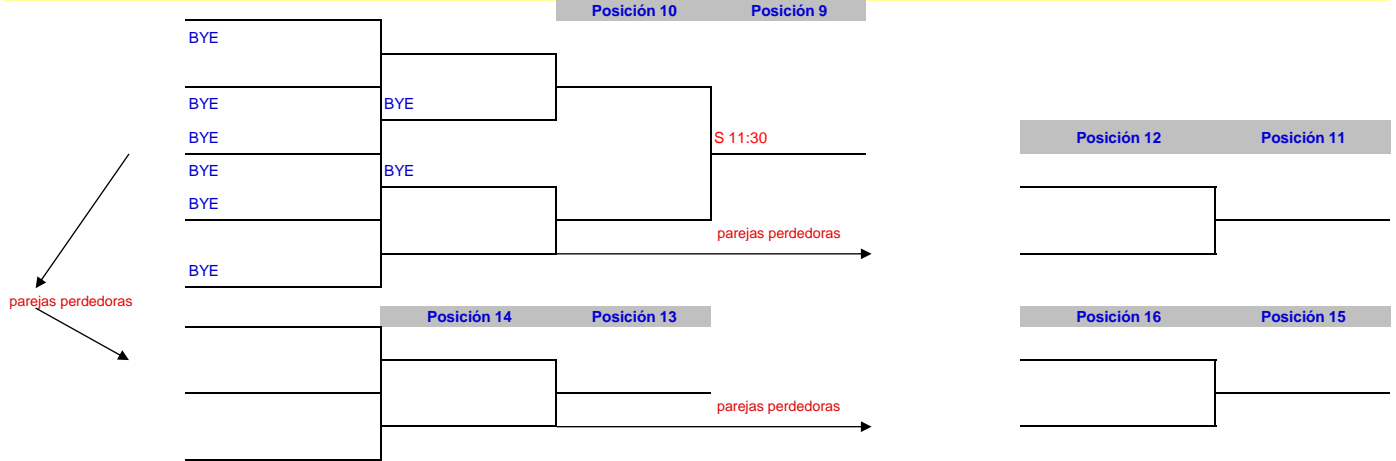 Posición 10 Posición 9
BYE
BYE BYE
BYE S 11:30 Posición 12 Posición 11
BYE BYE
BYE
parejas perdedoras
BYE
parejas perdedoras
Posición 14 Posición 13 Posición 16 Posición 15
parejas perdedoras